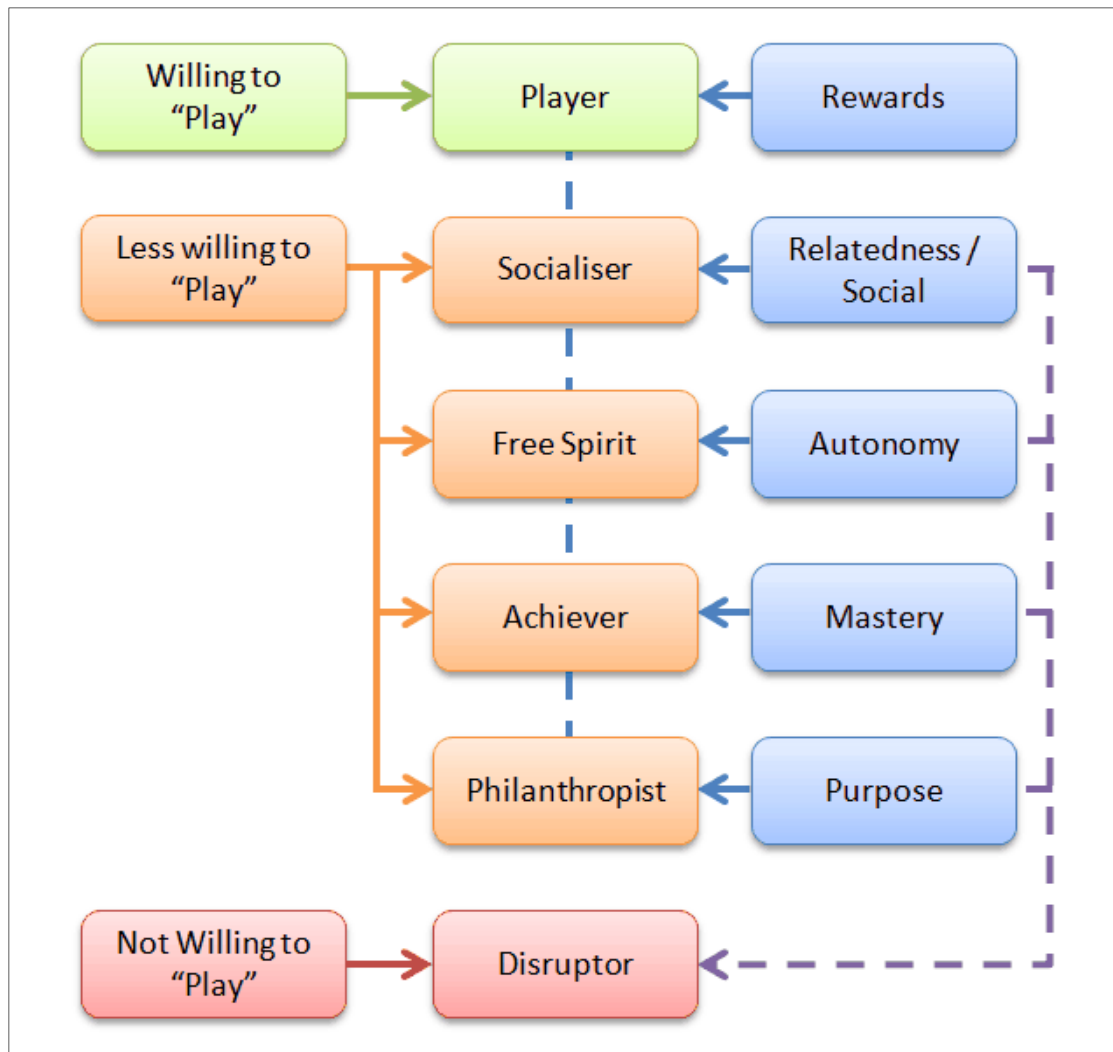 Willing to
“Play”
Player
Rewards
Less willing to
“Play”
Socialiser
Relatedness /
Social
Free Spirit
Autonomy
Achiever
Mastery
Philanthropist
Purpose
Not Willing to
“Play”
Disruptor